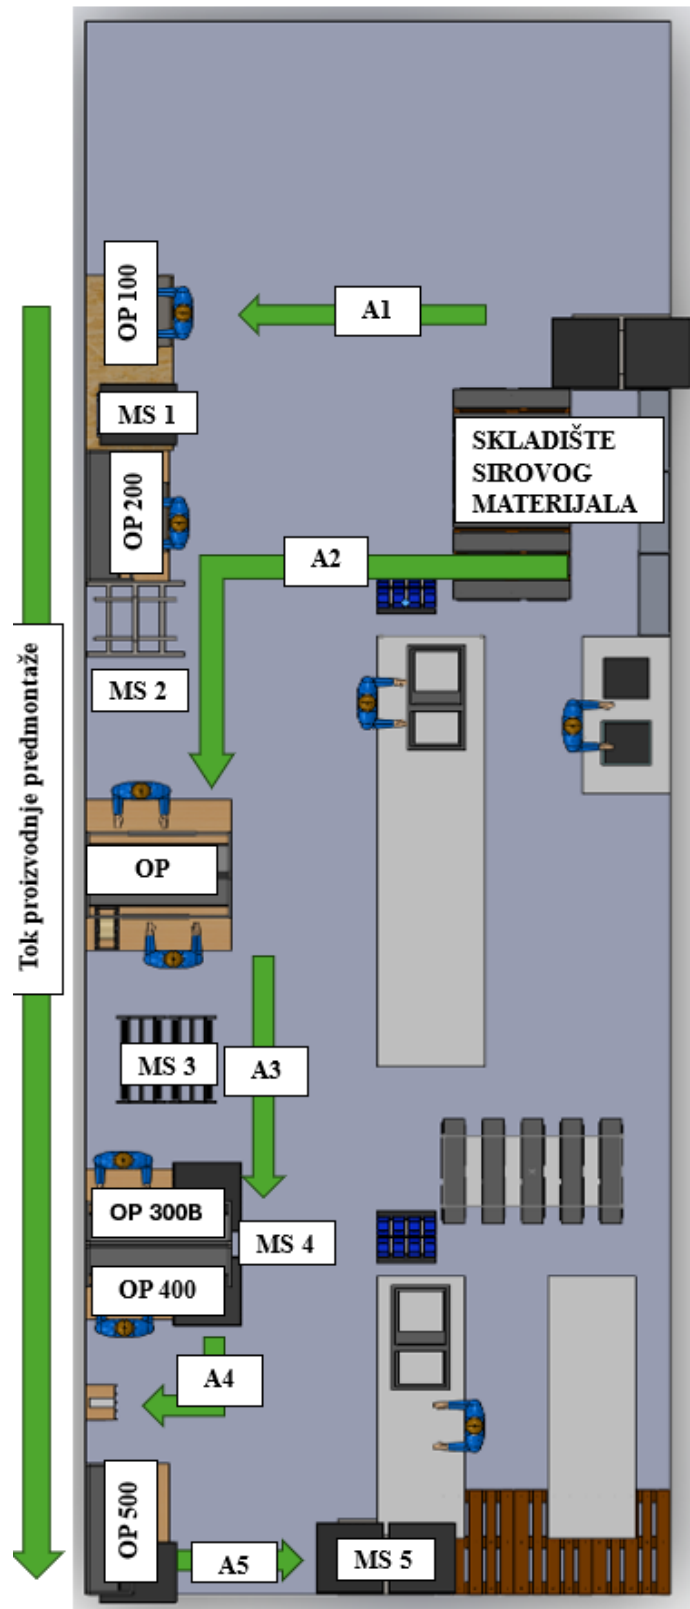 OP 100
A1
MS 1
SKLADIŠTE
SIROVOG
MATERIJALA
OP 200
A2
MS 2
Tok proizvodnje predmontaže
OP
MS 3
A3
OP 300B
MS 4
OP 400
A4
OP 500
A5
MS 5